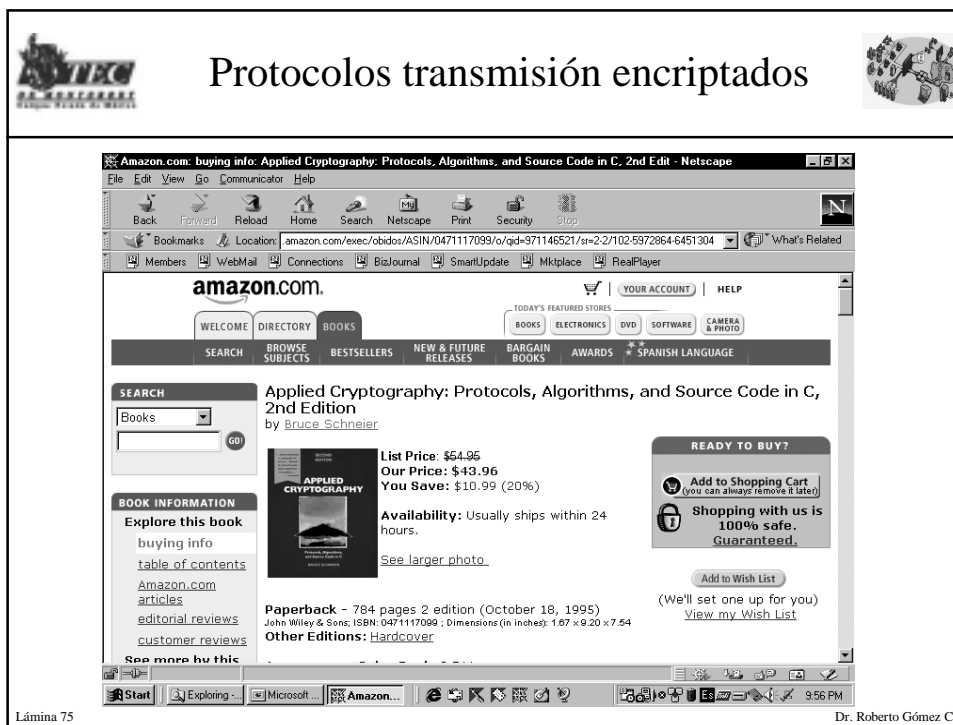 TEC
DE MONTERREY
Protocolos transmisión encriptados
Amazon.com: buying info: Applied Cryptography: Protocols, Algorithms, and Source Code in C, 2nd Edit - Netscape
File Edit View Go Communicator Help
Back Forward Reload Home Search Netscape Print Security Stop
Bookmarks Location: .amazon.com/exec/obidos/ASIN/0471117099/o/qid=971146521/sr=2-2/102-5972864-6451304 What's Related
Members WebMail Connections BizJournal SmartUpdate Mktplace RealPlayer
amazon.com. YOUR ACCOUNT | HELP
TODAY'S FEATURED STORES
WELCOME DIRECTORY BOOKS BOOKS ELECTRONICS DVD SOFTWARE CAMERA & PHOTO
SEARCH BROWSE SUBJECTS BESTSELLERS NEW & FUTURE RELEASES BARGAIN BOOKS AWARDS SPANISH LANGUAGE
SEARCH
Books
GO!
BOOK INFORMATION
Explore this book
buying info
table of contents
Amazon.com
articles
editorial reviews
customer reviews
See more by this
Applied Cryptography: Protocols, Algorithms, and Source Code in C,
2nd Edition
by Bruce Schneier
SECOND
EDITION
APPLIED
CRYPTOGRAPHY
BRUCE SCHNEIER
List Price: $54.95
Our Price: $43.96
You Save: $10.99 (20%)
Availability: Usually ships within 24
hours.
See larger photo
Paperback - 784 pages 2 edition (October 18, 1995)
John Wiley & Sons; ISBN: 0471117099 ; Dimensions (in inches): 1.67 x 9.20 x 7.54
Other Editions: Hardcover
READY TO BUY?
Add to Shopping Cart
(you can always remove it later)
Shopping with us is
100% safe.
Guaranteed.
Add to Wish List
(We'll set one up for you)
View my Wish List
Start Exploring -... Microsoft ... Amazon... Es 9:56 PM
Lámina 75 Dr. Roberto Gómez C